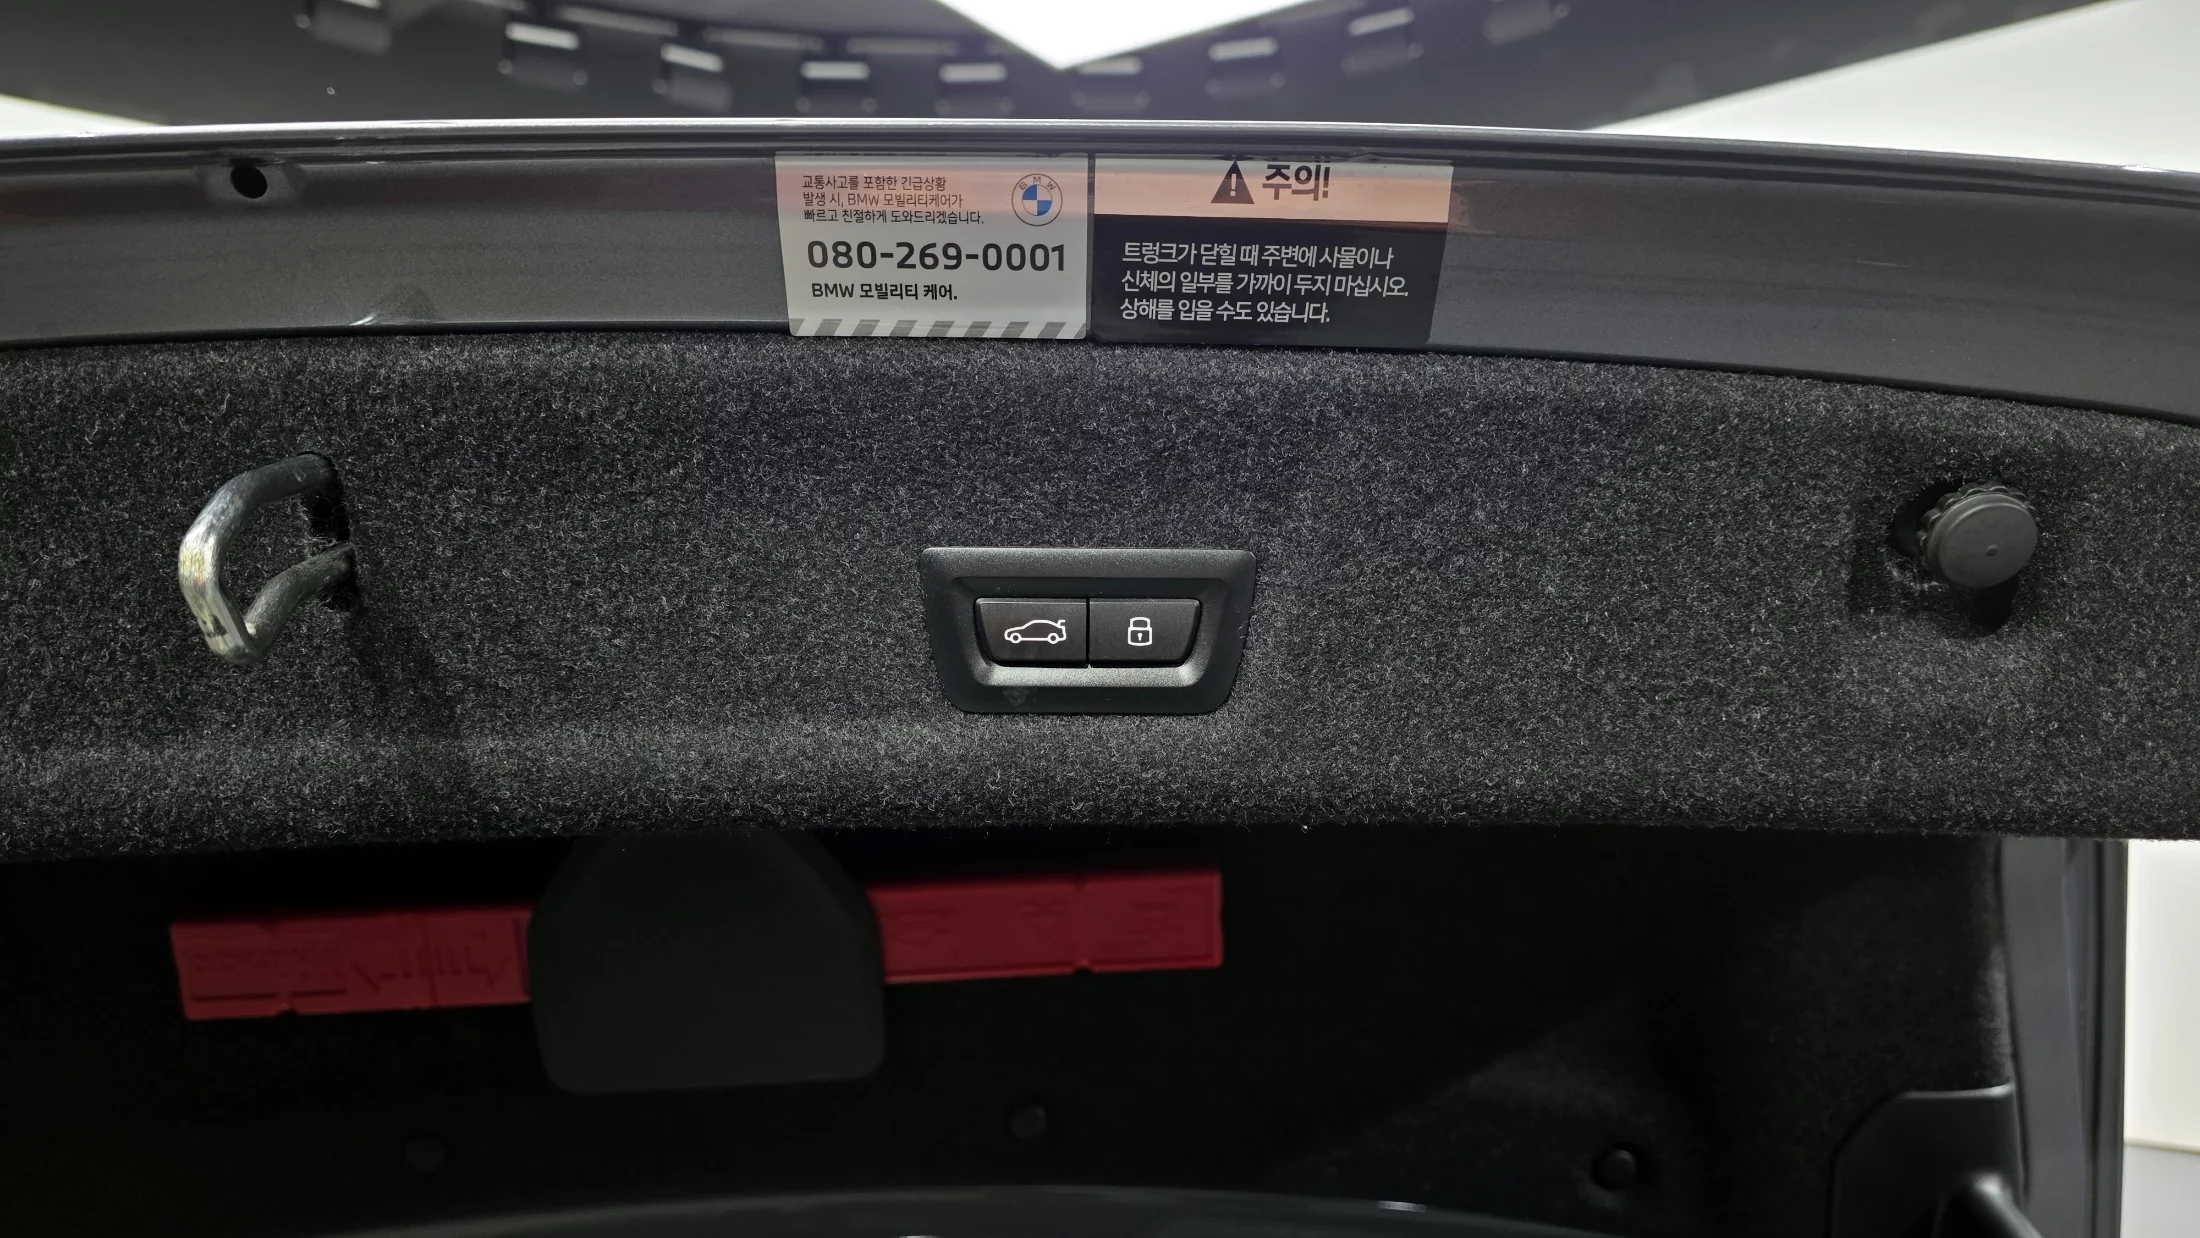 교통사고를 포함한 긴급상황
발생 시, BMW 모빌리티케어가
빠르고 친절하게 도와드리겠습니다.
BMW
080-269-0001
BMW 모빌리티 케어.
주의!
트렁크가 닫힐 때 주변에 사물이나
신체의 일부를 가까이 두지 마십시오.
상해를 입을 수도 있습니다.